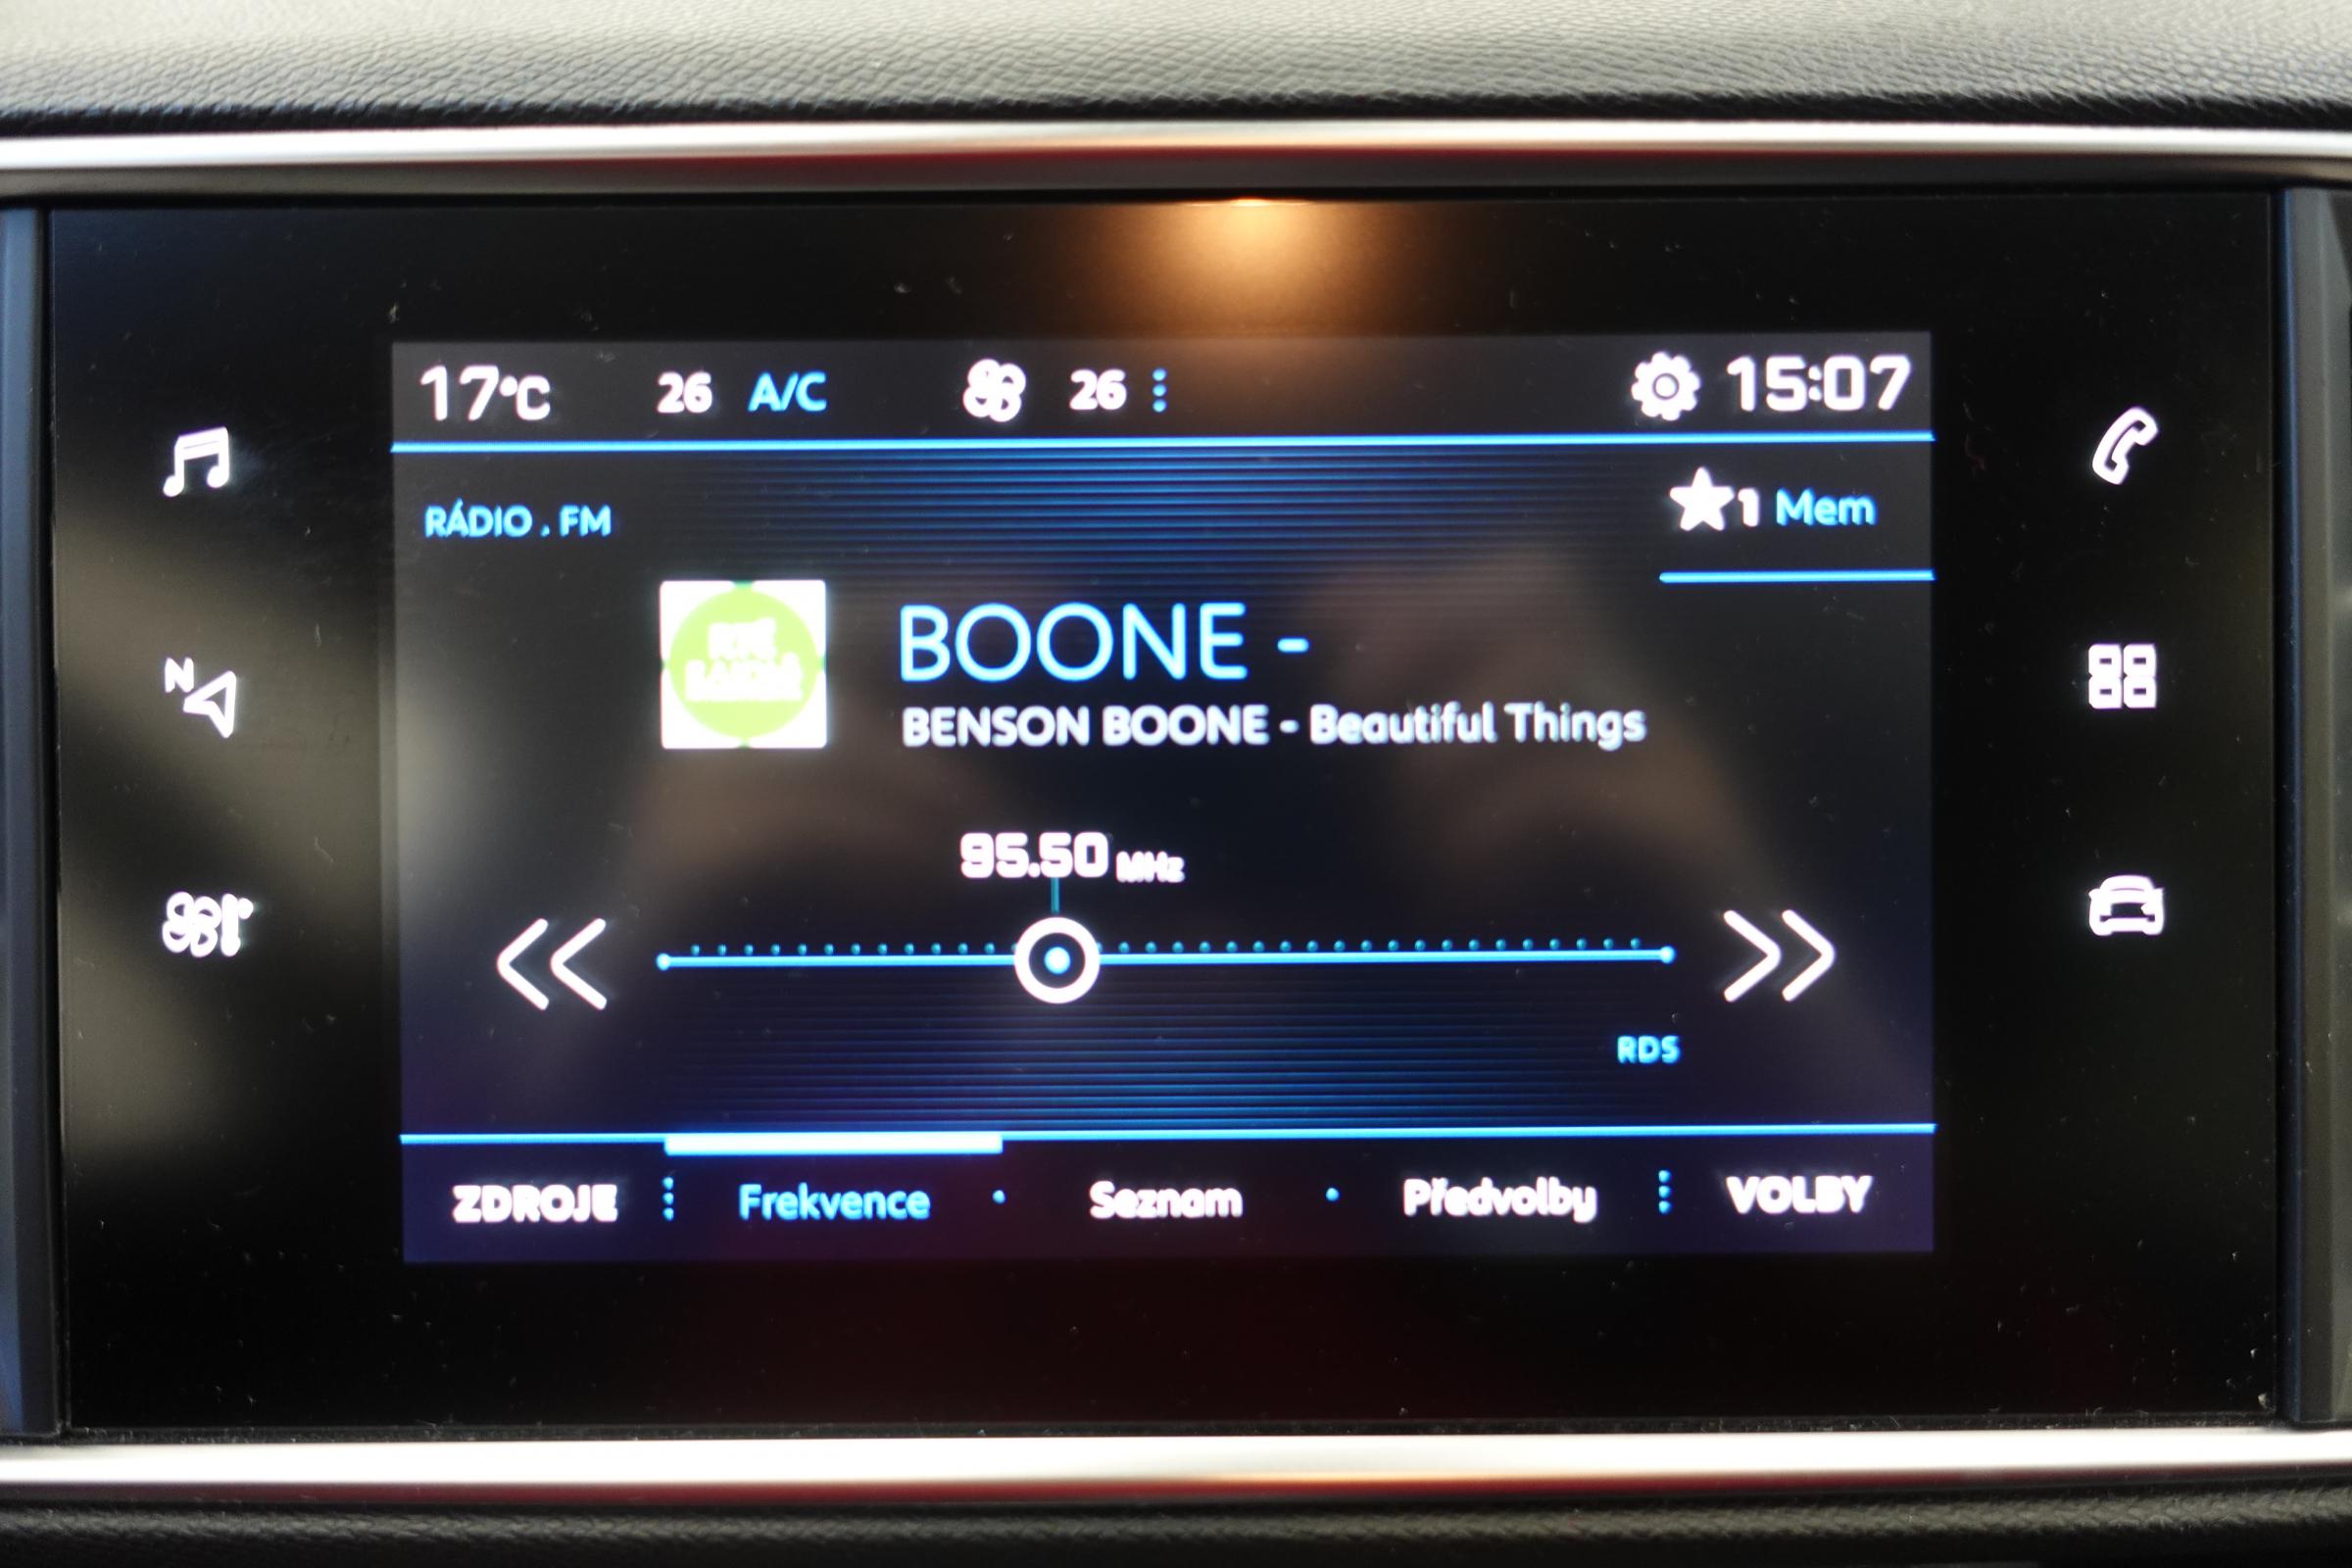 17°C 26 A/C 26 15:07
RÁDIO . FM
1 Mem
BOONE -
BENSON BOONE - Beautiful Things
95.50 MHz
N
RDS
ZDROJE Frekvence Seznam Předvolby VOLBY